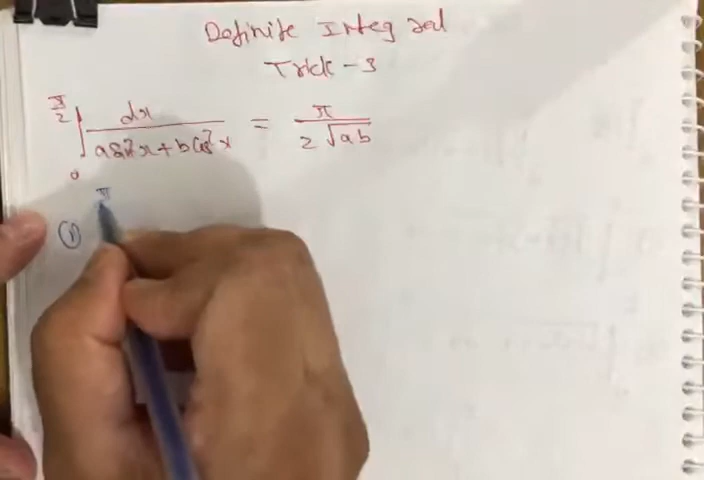 Definite Integral
Trick - 3
π/2 ∫ 0 dx / a sin²x + b cos²x = π / 2 √ab
① π